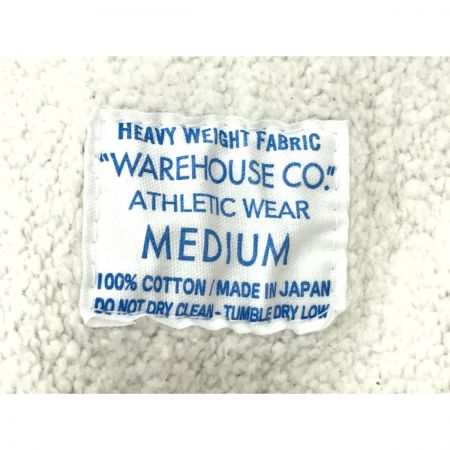 HEAVY WEIGHT FABRIC
"WAREHOUSE CO."
ATHLETIC WEAR
MEDIUM
100% COTTON/MADE IN JAPAN
DO NOT DRY CLEAN-TUMBLE DRY LOW